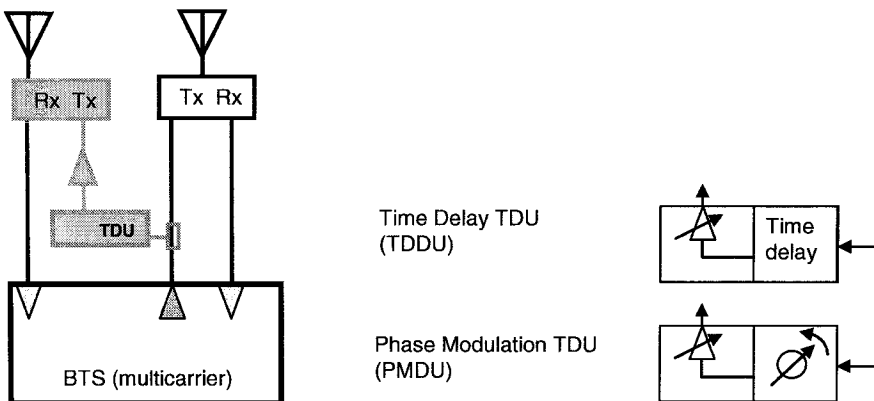 Rx Tx
Tx Rx
TDU
BTS (multicarrier)
Time Delay TDU
(TDDU)
Time
delay
Phase Modulation TDU
(PMDU)